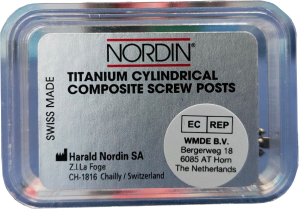 NORDIN®
TITANIUM CYLINDRICAL
COMPOSITE SCREW POSTS
SWISS MADE
EC REP
WMDE B.V.
Bergerweg 18
6085 AT Horn
The Netherlands
Harald Nordin SA
Z.I.La Foge
CH-1816 Chailly / Switzerland